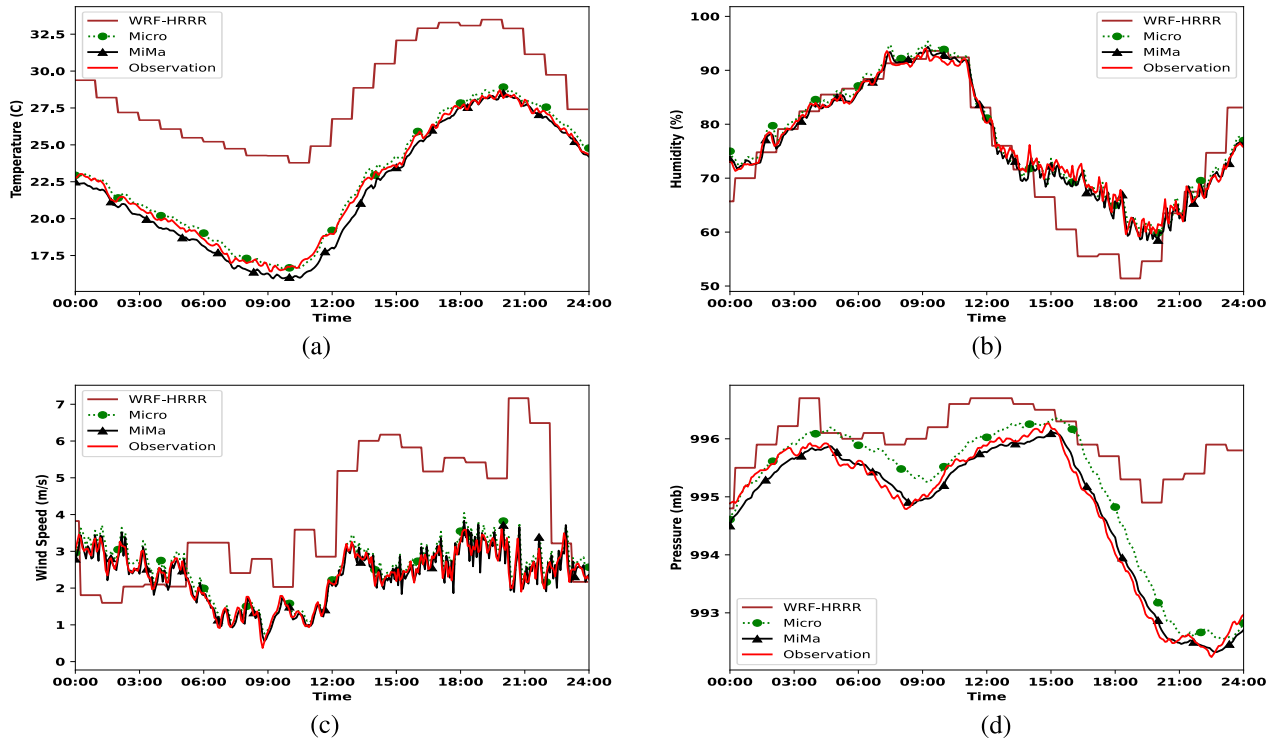 WRF-HRRR
Micro
MiMa
Observation
32.5
30.0
27.5
25.0
22.5
20.0
17.5
Temperature (C)
00:00 03:00 06:00 09:00 12:00 15:00 18:00 21:00 24:00
Time
(a)
WRF-HRRR
Micro
MiMa
Observation
100
90
80
70
60
50
Humidity (%)
00:00 03:00 06:00 09:00 12:00 15:00 18:00 21:00 24:00
Time
(b)
WRF-HRRR
Micro
MiMa
Observation
7
6
5
4
3
2
1
0
Wind Speed (m/s)
00:00 03:00 06:00 09:00 12:00 15:00 18:00 21:00 24:00
Time
(c)
996
995
994
993
Pressure (mb)
WRF-HRRR
Micro
MiMa
Observation
00:00 03:00 06:00 09:00 12:00 15:00 18:00 21:00 24:00
Time
(d)